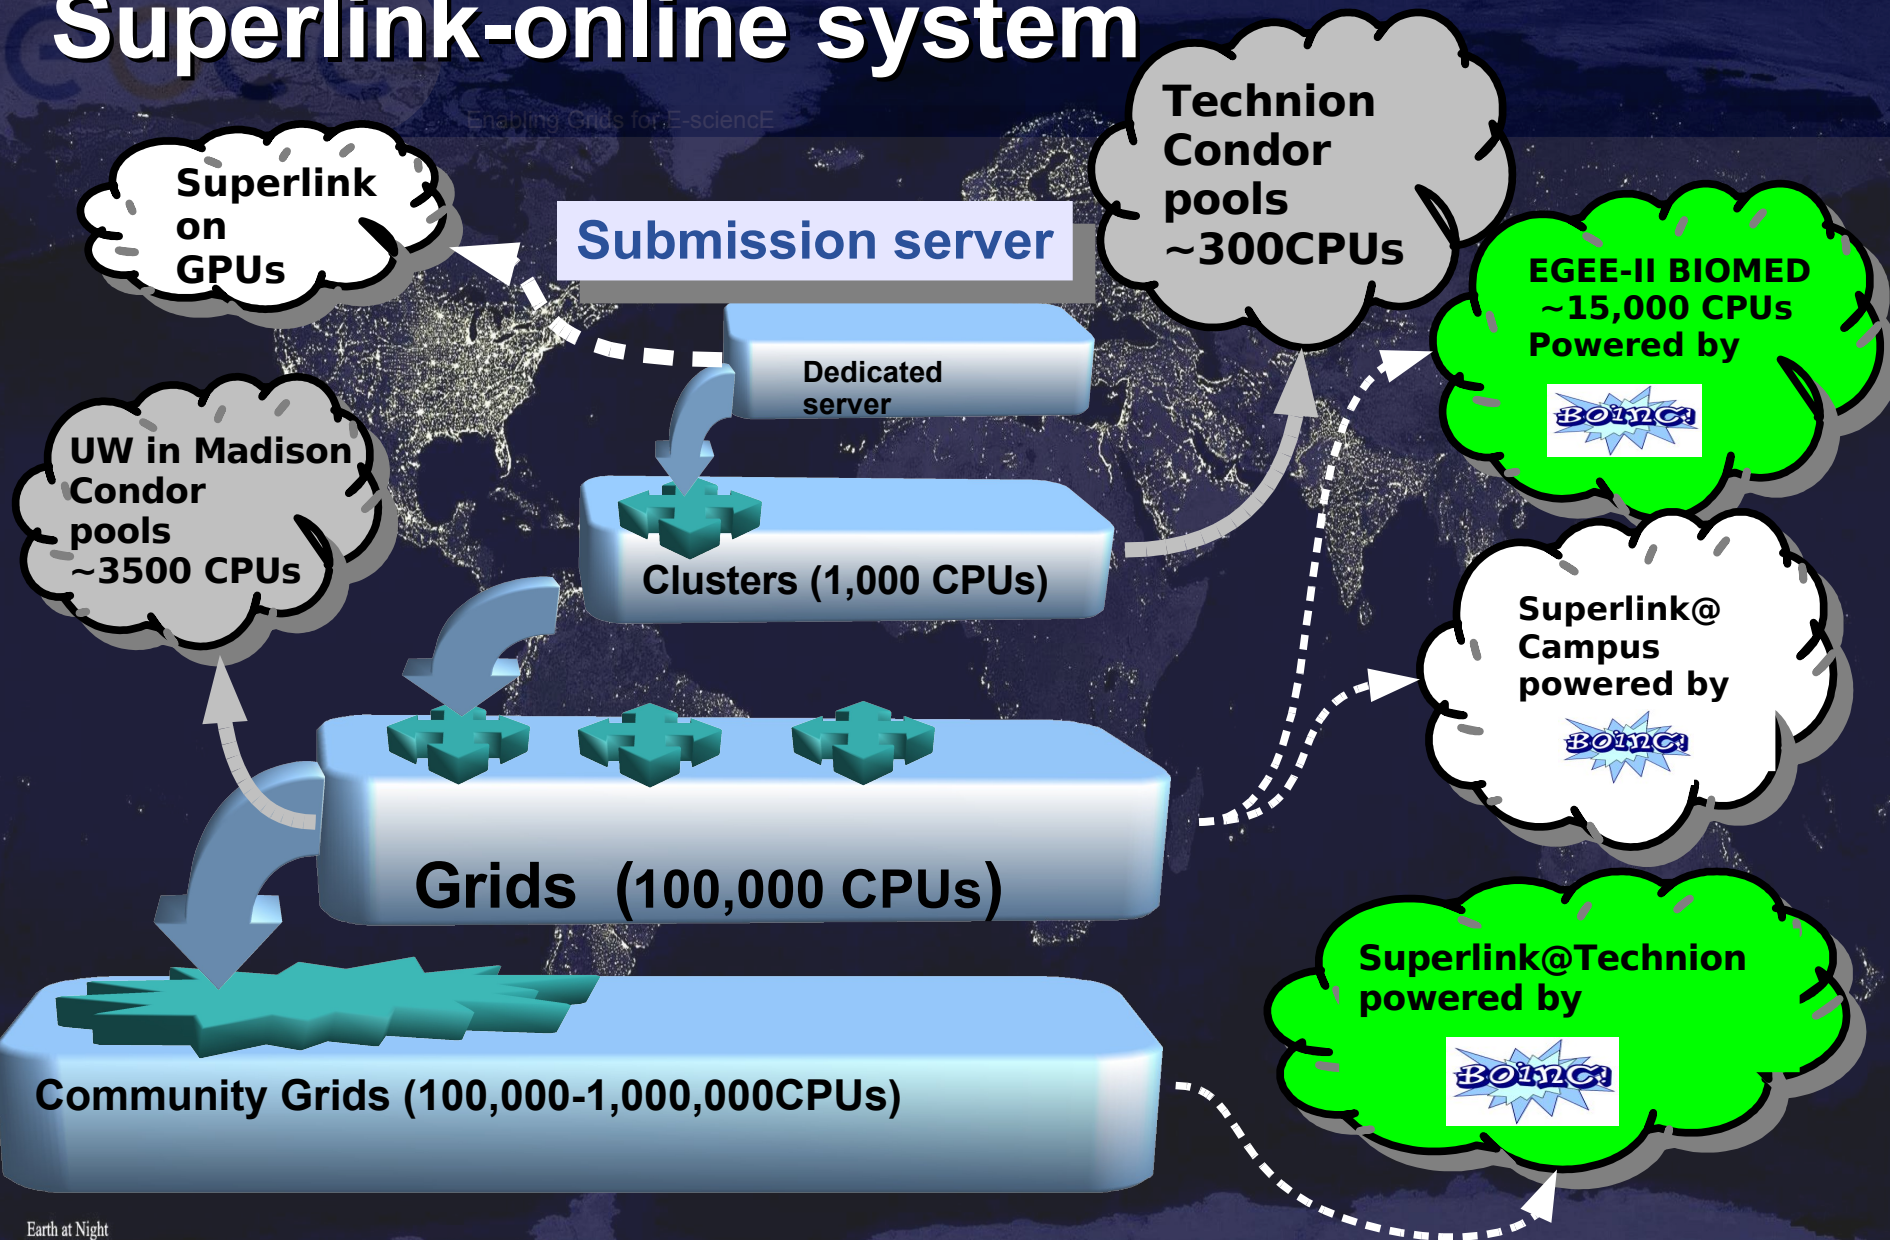 Superlink-online system
Enabling Grids for E-sciencE
Superlink
on
GPUs
Submission server
Technion
Condor
pools
~300CPUs
EGEE-II BIOMED
~15,000 CPUs
Powered by
BOINC!
Dedicated
server
UW in Madison
Condor
pools
~3500 CPUs
Clusters (1,000 CPUs)
Superlink@
Campus
powered by
BOINC!
Grids (100,000 CPUs)
Superlink@Technion
powered by
BOINC!
Community Grids (100,000-1,000,000CPUs)
Earth at Night